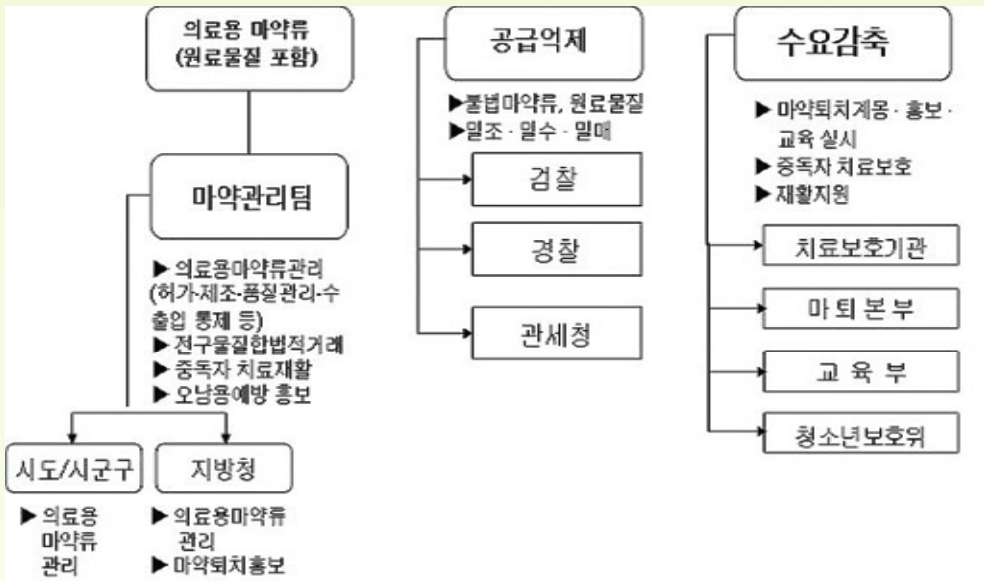 의료용 마약류
(원료물질 포함)
마약관리팀
▶ 의료용마약류관리
(허가·제조·품질관리·수
출입 통제 등)
▶ 전구물질합법적거래
▶ 중독자 치료재활
▶ 오남용예방 홍보
시도/시군구
▶ 의료용
마약류
관리
지방청
▶ 의료용마약류
관리
▶ 마약퇴치홍보
공급억제
▶불법마약류, 원료물질
▶밀조 · 밀수 · 밀매
검찰
경찰
관세청
수요감축
▶ 마약퇴치계몽 · 홍보 ·
교육 실시
▶ 중독자 치료보호
▶ 재활지원
치료보호기관
마 퇴 본 부
교 육 부
청소년보호위